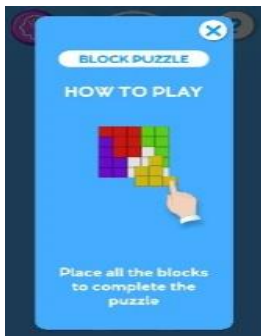 BLOCK PUZZLE
HOW TO PLAY
Place all the blocks
to complete the
puzzle